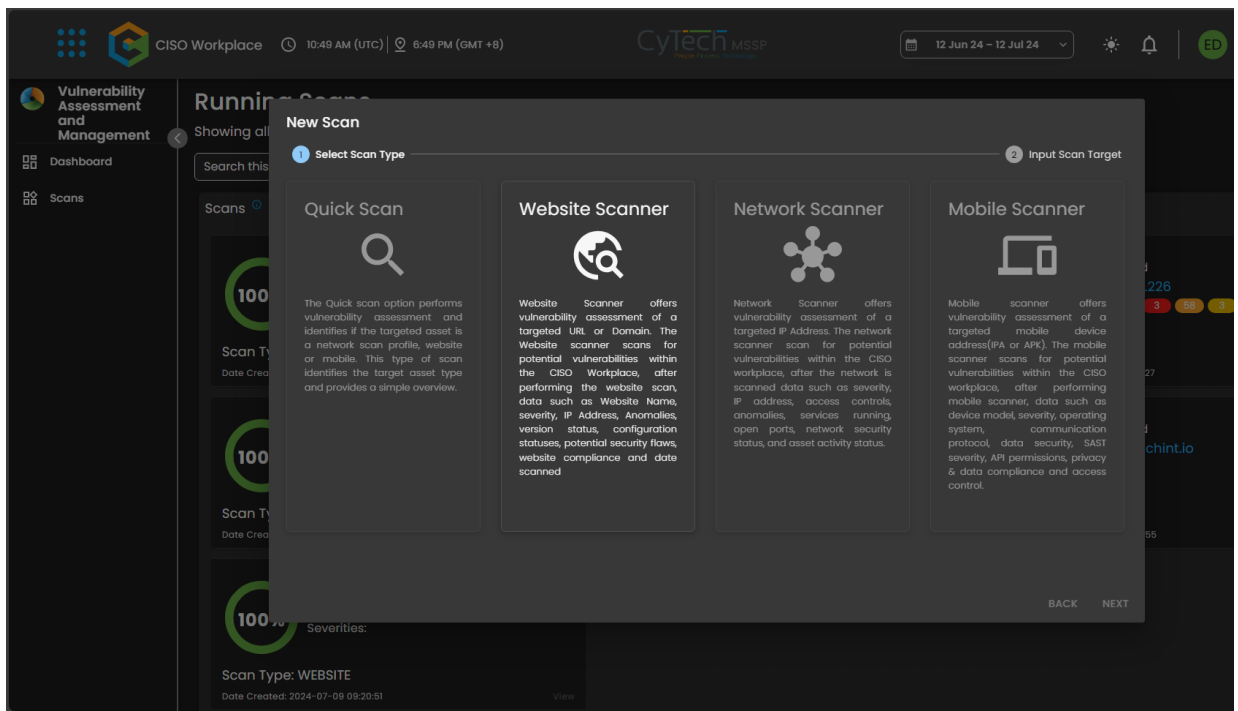 CISO Workplace
10:49 AM (UTC)
6:49 PM (GMT +8)
CyTech MSSP
12 Jun 24 – 12 Jul 24
ED
Vulnerability
Assessment
and
Management
Dashboard
Scans
Showing all
Search this
Scans
New Scan
1 Select Scan Type
2 Input Scan Target
Quick Scan
The Quick scan option performs
vulnerability assessment and
identifies if the targeted asset is
a network scan profile, website
or mobile. This type of scan
identifies the target asset type
and provides a simple overview.
Website Scanner
Website Scanner offers
vulnerability assessment of a
targeted URL or Domain. The
Website scanner scans for
potential vulnerabilities within
the CISO Workplace, after
performing the website scan,
data such as Website Name,
severity, IP Address, Anomalies,
version status, configuration
statuses, potential security flaws,
website compliance and date
scanned
Network Scanner
Network Scanner offers
vulnerability assessment of a
targeted IP Address. The network
scanner scan for potential
vulnerabilities within the CISO
workplace, after the network is
scanned data such as severity,
IP address, access controls,
anomalies, services running,
open ports, network security
status, and asset activity status.
Mobile Scanner
Mobile scanner offers
vulnerability assessment of a
targeted mobile device
address(IPA or APK). The mobile
scanner scans for potential
vulnerabilities within the CISO
workplace, after performing
mobile scanner, data such as
device model, severity, operating
system, communication
protocol, data security, SAST
severity, API permissions, privacy
& data compliance and access
control.
BACK NEXT
100
Scan Ty
Date Crea
100
Scan Ty
Date Crea
100%
Severities:
Scan Type: WEBSITE
Date Created: 2024-07-09 09:20:51
View
.226
3 58 3
27
chint.io
55